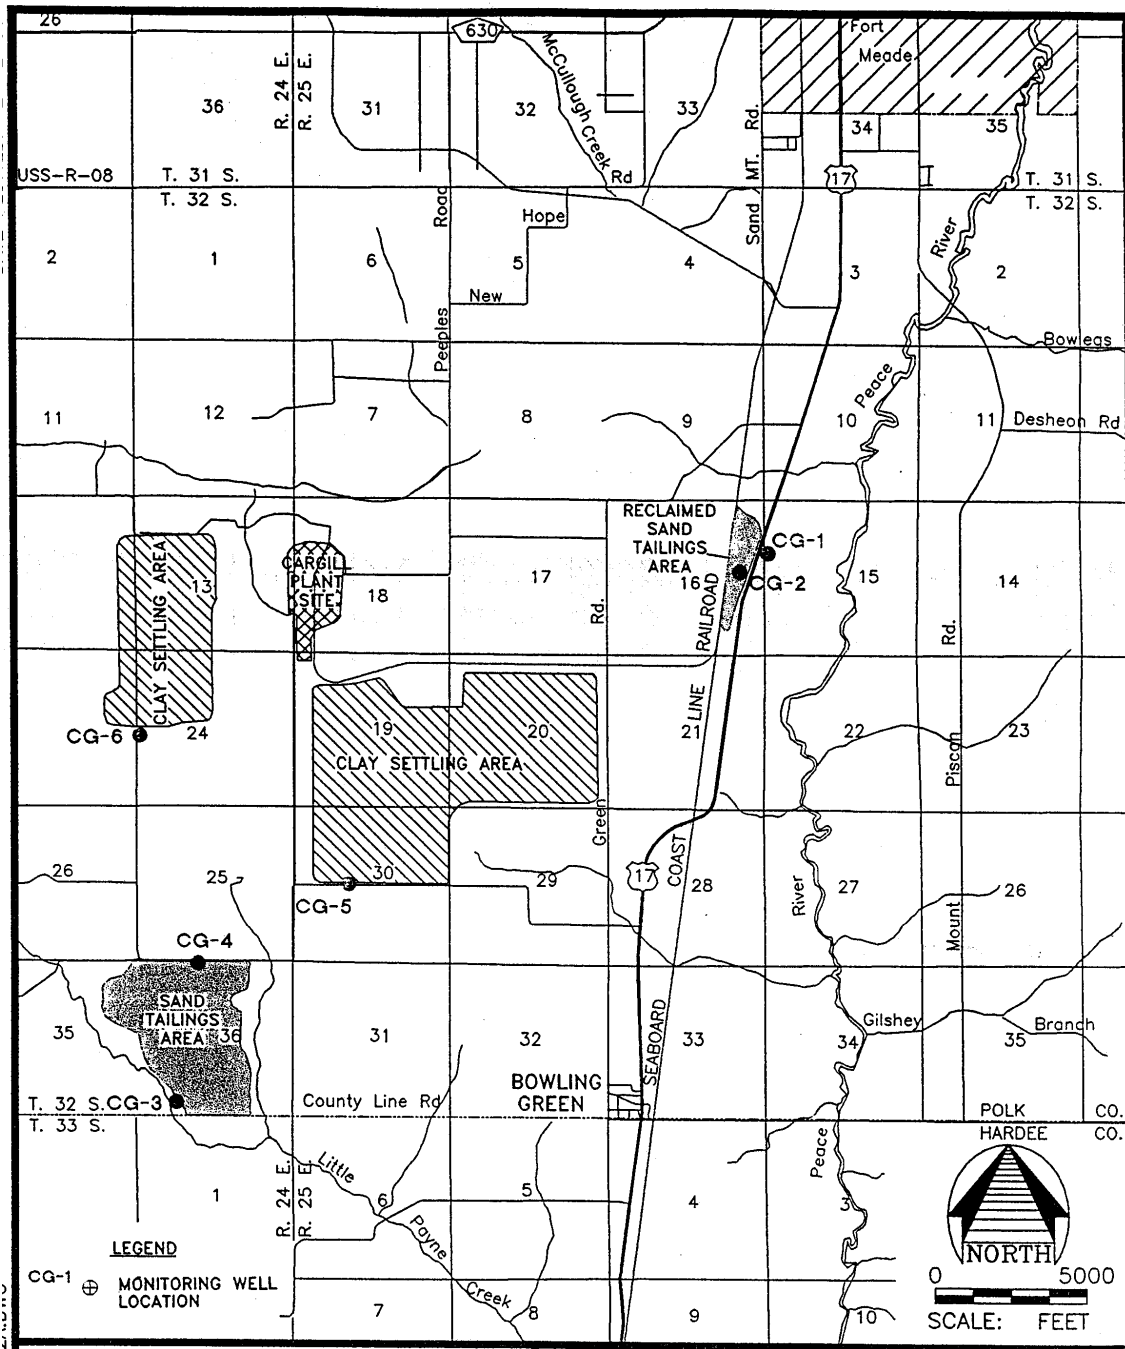 26
630
Fort
Meade
McCullough Creek
R. 24 E.
R. 25 E.
36
31
32
33
Rd.
34
35
USS-R-08
T. 31 S.
T. 32 S.
Rd
MT.
17
T. 31 S.
T. 32 S.
Road
Hope
Sand
River
2
1
6
5
4
3
2
New
Peeples
Bowlegs
Peace
11
12
7
8
9
10
11
Desheon Rd
RECLAIMED
SAND
TAILINGS
AREA
CG-1
CG-2
CLAY SETTLING AREA
13
CARGILL
PLANT
SITE
18
17
16
15
14
Rd.
RAILROAD
Rd.
CG-6
24
19
20
CLAY SETTLING AREA
21
LINE
22
23
Piscah
Green
26
25
30
CG-5
29
17
COAST
28
River
27
26
Mount
CG-4
SAND
TAILINGS
AREA
36
35
31
32
33
SEABOARD
34
Gilshey
Branch
35
BOWLING
GREEN
T. 32 S.
CG-3
County Line Rd
T. 33 S.
POLK CO.
HARDEE CO.
Peace
R. 24 E.
R. 25 E.
Little
1
6
5
4
3
Payne
Creek
LEGEND
CG-1
MONITORING WELL
LOCATION
7
8
9
10
NORTH
0 5000
SCALE: FEET